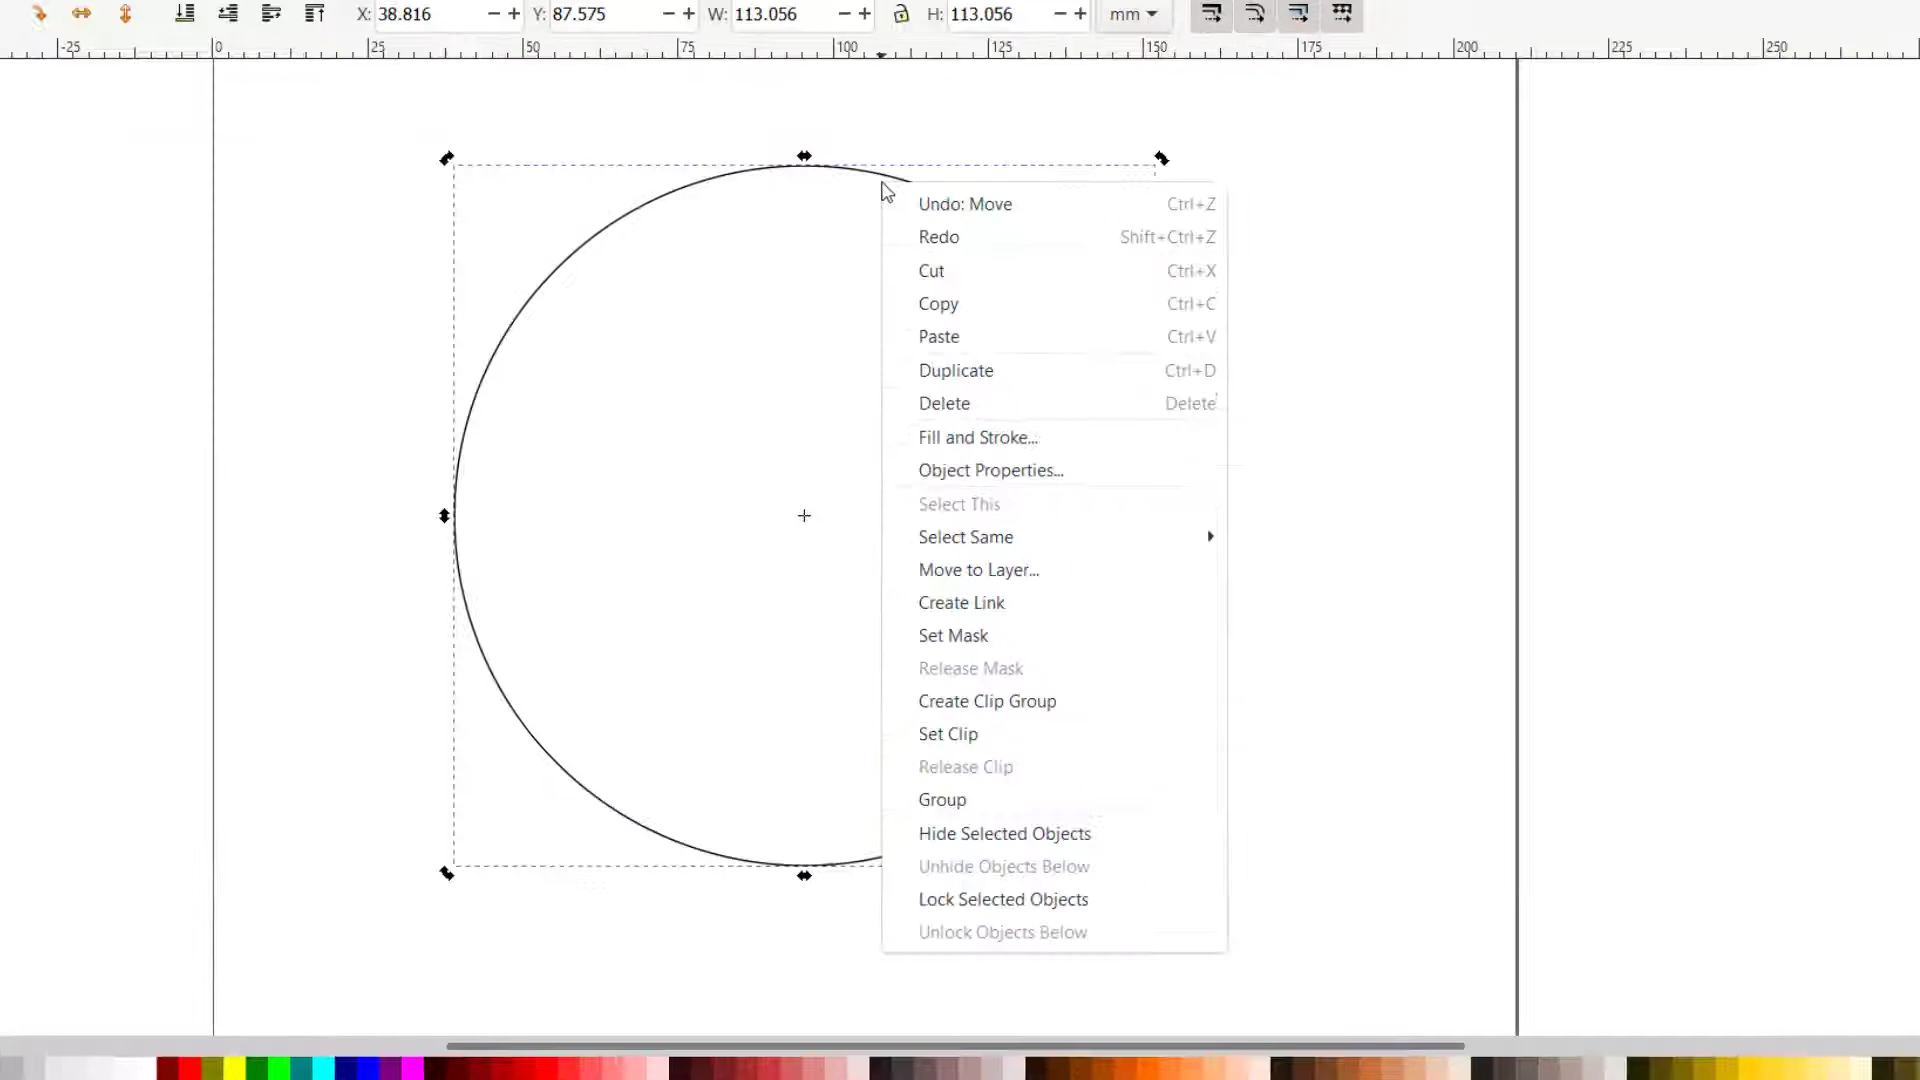 X: 38.816 Y: 87.575 W: 113.056 H: 113.056 mm
-25 0 25 50 75 100 125 150 175 200 225 250
Undo: Move Ctrl+Z
Redo Shift+Ctrl+Z
Cut Ctrl+X
Copy Ctrl+C
Paste Ctrl+V
Duplicate Ctrl+D
Delete Delete
Fill and Stroke...
Object Properties...
Select This
Select Same
Move to Layer...
Create Link
Set Mask
Release Mask
Create Clip Group
Set Clip
Release Clip
Group
Hide Selected Objects
Unhide Objects Below
Lock Selected Objects
Unlock Objects Below